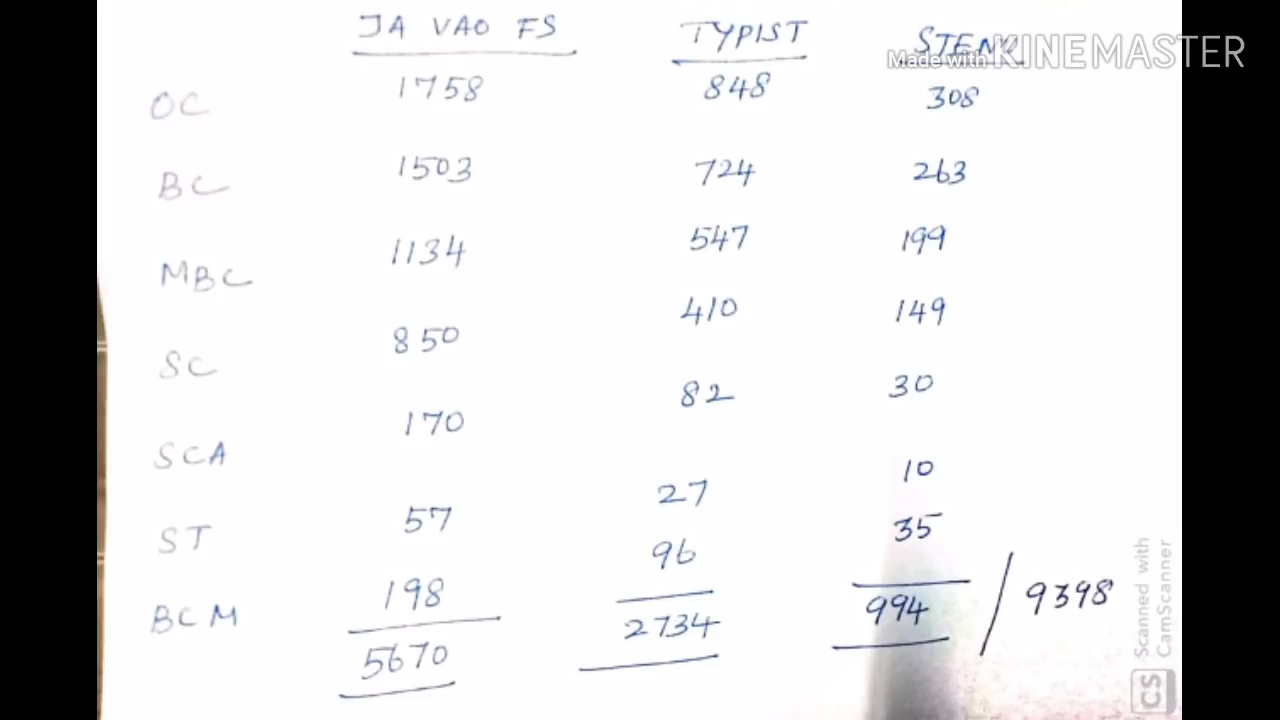 JA VAO FS TYPIST STENO
Made with KINEMASTER
OC 1758 848 308
BC 1503 724 263
MBC 1134 547 199
SC 850 410 149
SCA 170 82 30
ST 57 27 10
BCM 198 96 35
5670 2734 994 / 9398
CS Scanned with
CamScanner